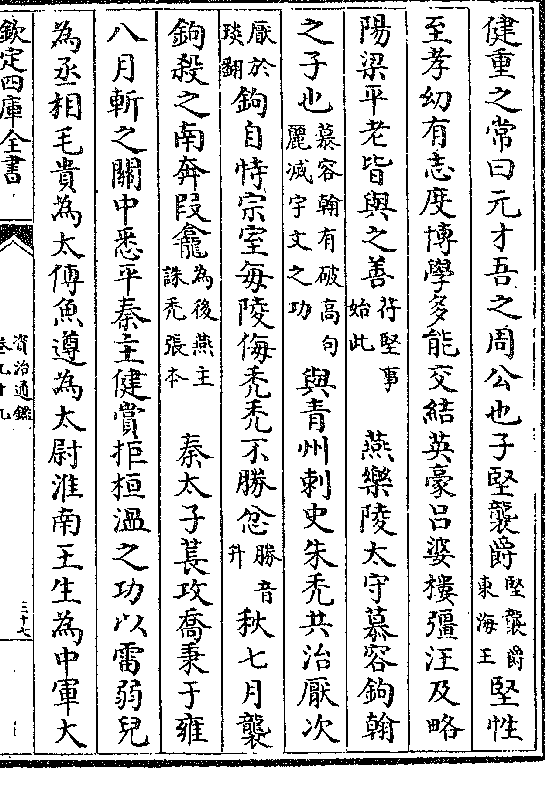 健重之常曰元才吾之周公也子堅襲爵堅襲爵東海王堅性
至孝幼有志度博學多能交結英豪呂婆樓彊汪及略
陽梁平老皆與之善苻堅事始此燕樂陵太守慕容鉤翰
之子也慕容翰有破高句麗滅宇文之功與青州刺史朱禿共治厭次
厭於琰翻鉤自恃宗室每陵侮禿禿不勝忿勝音升秋七月襲
鉤殺之南奔段龕為後燕主誅禿張本秦太子萇攻喬秉于雍
八月斬之關中悉平秦主健賞拒桓溫之功以雷弱兒
為丞相毛貴為太傅魚遵為太尉淮南王生為中軍大
欽定四庫全書
資治通鑑
卷九十九
三十七